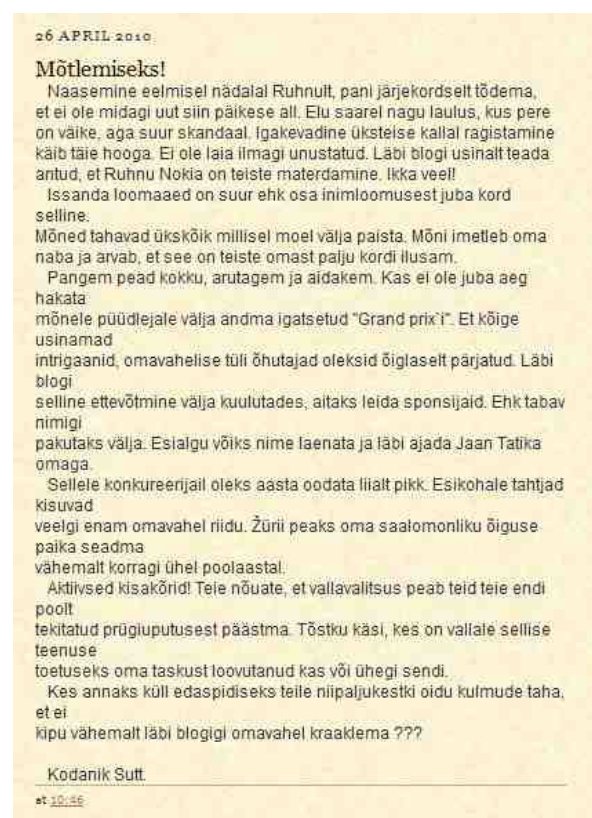 26 APRIL 2010
Mõtlemiseks!
Naasemine eelmisel nädalal Ruhnult, pani järjekordselt tõdema,
et ei ole midagi uut siin päikese all. Elu saarel nagu laulus, kus pere
on väike, aga suur skandaal. Igakevadine üksteise kallal ragistamine
käib täie hooga. Ei ole laia ilmagi unustatud. Läbi blogi usinalt teada
antud, et Ruhnu Nokia on teiste materdamine. Ikka veel!
Issanda loomaaed on suur ehk osa inimloomusest juba kord
selline.
Mõned tahavad ükskõik millisel moel välja paista. Mõni imetleb oma
naba ja arvab, et see on teiste omast palju kordi ilusam.
Pangem pead kokku, arutagem ja aidakem. Kas ei ole juba aeg
hakata
mõnele püüdlejale välja andma igatsetud "Grand prix`i". Et kõige
usinamad
intrigaanid, omavahelise tüli õhutajad oleksid õiglaselt pärjatud. Läbi
blogi
selline ettevõtmine välja kuulutades, aitaks leida sponsijaid. Ehk tabav
nimigi
pakutaks välja. Esialgu võiks nime laenata ja läbi ajada Jaan Tatika
omaga.
Sellele konkureerijail oleks aasta oodata liialt pikk. Esikohale tahtjad
kisuvad
veelgi enam omavahel riidu. Žürii peaks oma saalomonliku õiguse
paika seadma
vähemalt korragi ühel poolaastal.
Aktiivsed kisakõrid! Teie nõuate, et vallavalitsus peab teid teie endi
poolt
tekitatud prügiuputusest päästma. Tõstku käsi, kes on vallale sellise
teenuse
toetuseks oma taskust loovutanud kas või ühegi sendi.
Kes annaks küll edaspidiseks teile niipaljukestki oidu kulmude taha,
et ei
kipu vähemalt läbi blogigi omavahel kraaklema ???
Kodanik Sutt.
at 10:46